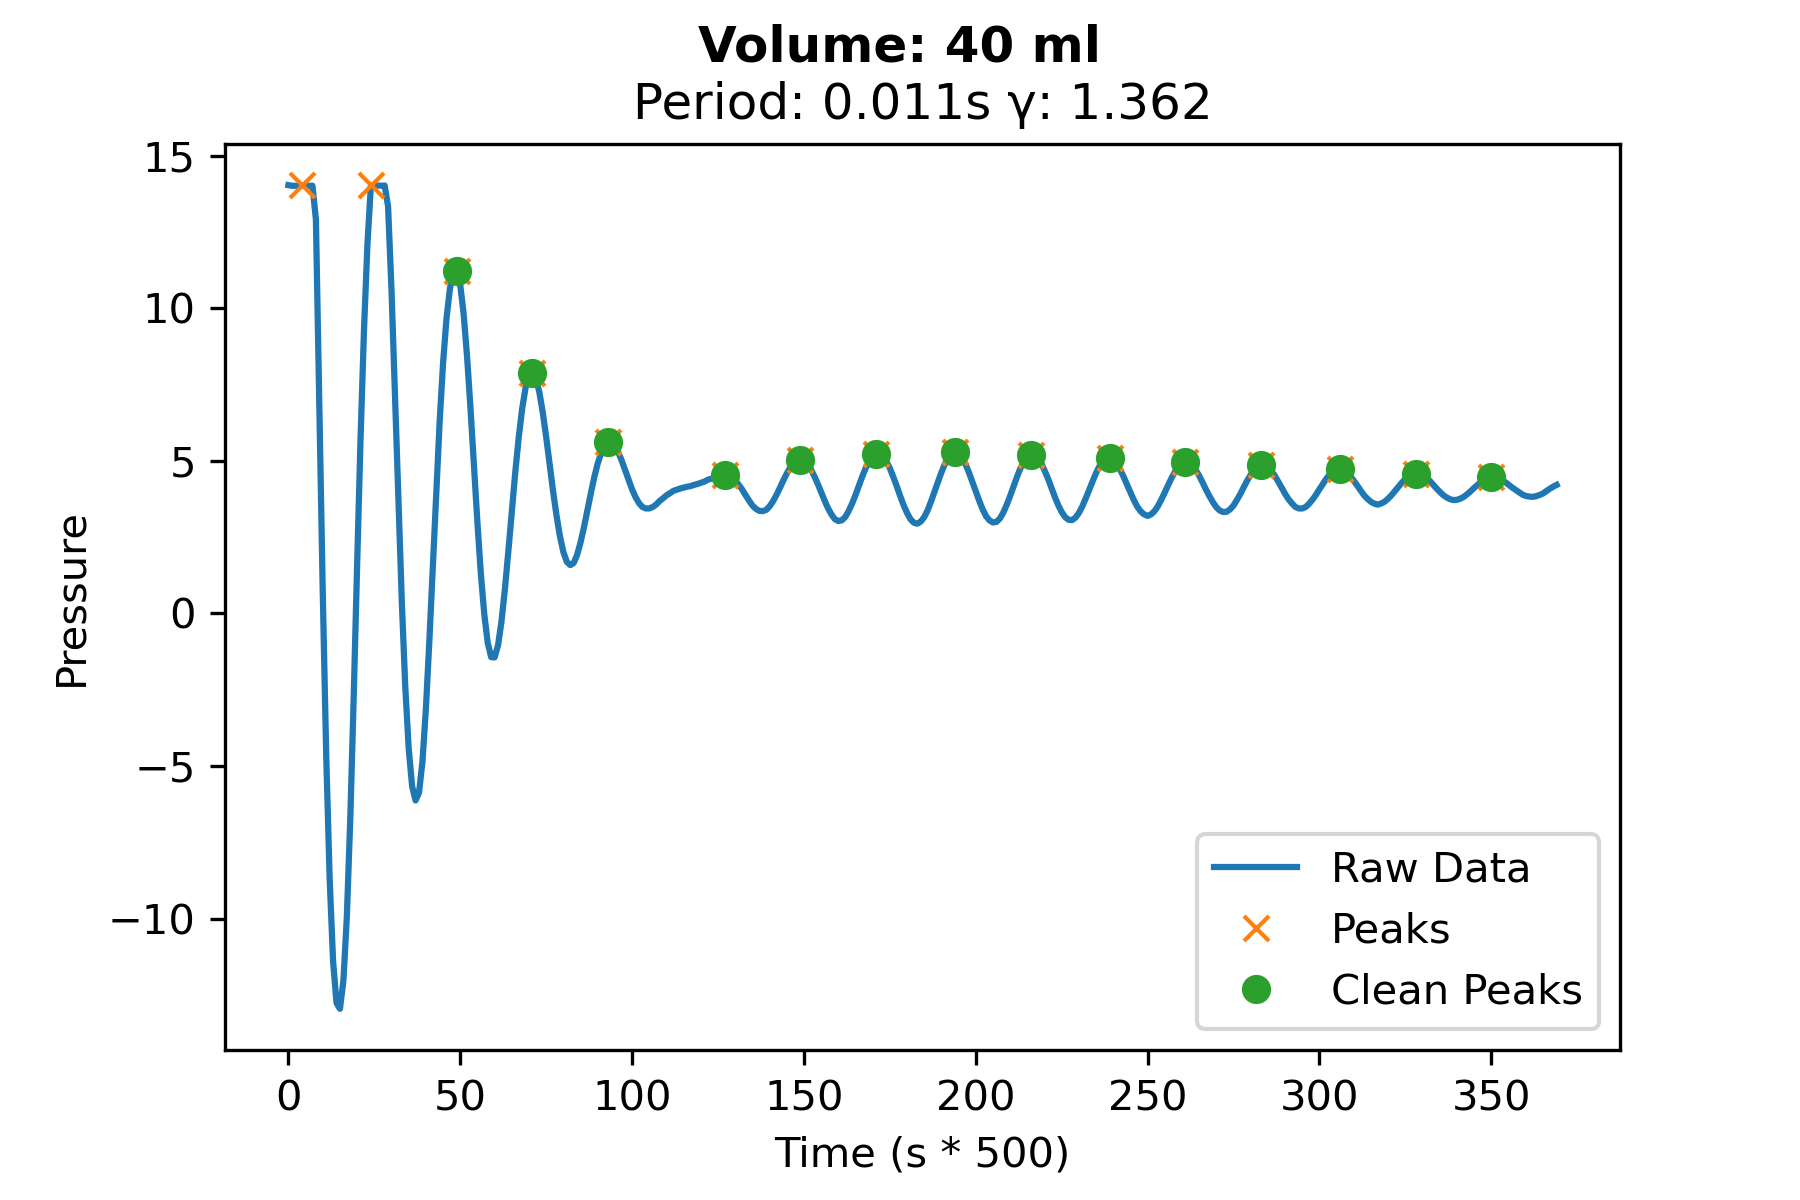 Volume: 40 ml
Period: 0.011s γ: 1.362
15
10
5
0
−5
−10
Pressure
0 50 100 150 200 250 300 350
Time (s * 500)
Raw Data
Peaks
Clean Peaks